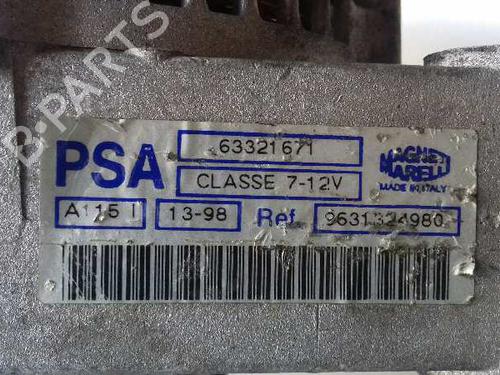 B-PARTS
PSA
63321671
CLASSE 7-12V
A115 I
13-98
Ref.
9631324980
MAGNETI
MARELLI
MADE IN ITALY